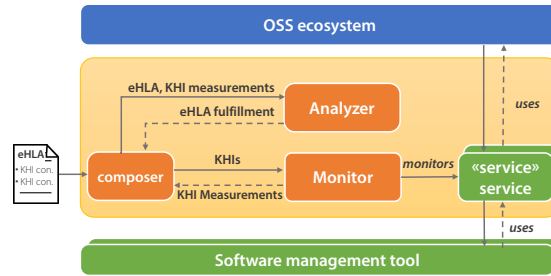 OSS ecosystem
eHLA, KHI measurements
eHLA fulfillment
Analyzer
uses
eHLA
• KHI con.
• KHI con.
composer
KHIs
KHI Measurements
Monitor
monitors
«service»
service
uses
Software management tool